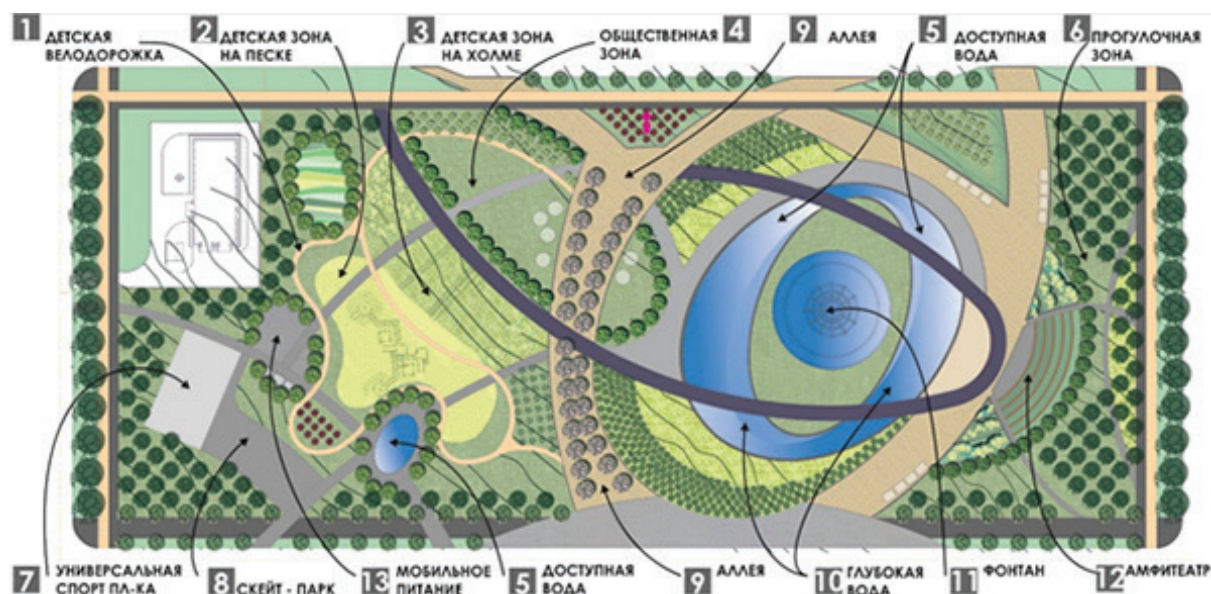 1 ДЕТСКАЯ
ВЕЛОДОРОЖКА
2 ДЕТСКАЯ ЗОНА
НА ПЕСКЕ
3 ДЕТСКАЯ ЗОНА
НА ХОЛМЕ
ОБЩЕСТВЕННАЯ 4
ЗОНА
9 АЛЛЕЯ
5 ДОСТУПНАЯ
ВОДА
6 ПРОГУЛОЧНАЯ
ЗОНА
7 УНИВЕРСАЛЬНАЯ
СПОРТ ПЛ-КА
8 СКЕЙТ - ПАРК
13 МОБИЛЬНОЕ
ПИТАНИЕ
5 ДОСТУПНАЯ
ВОДА
9 АЛЛЕЯ
10 ГЛУБОКАЯ
ВОДА
11 ФОНТАН
12 АМФИТЕАТР